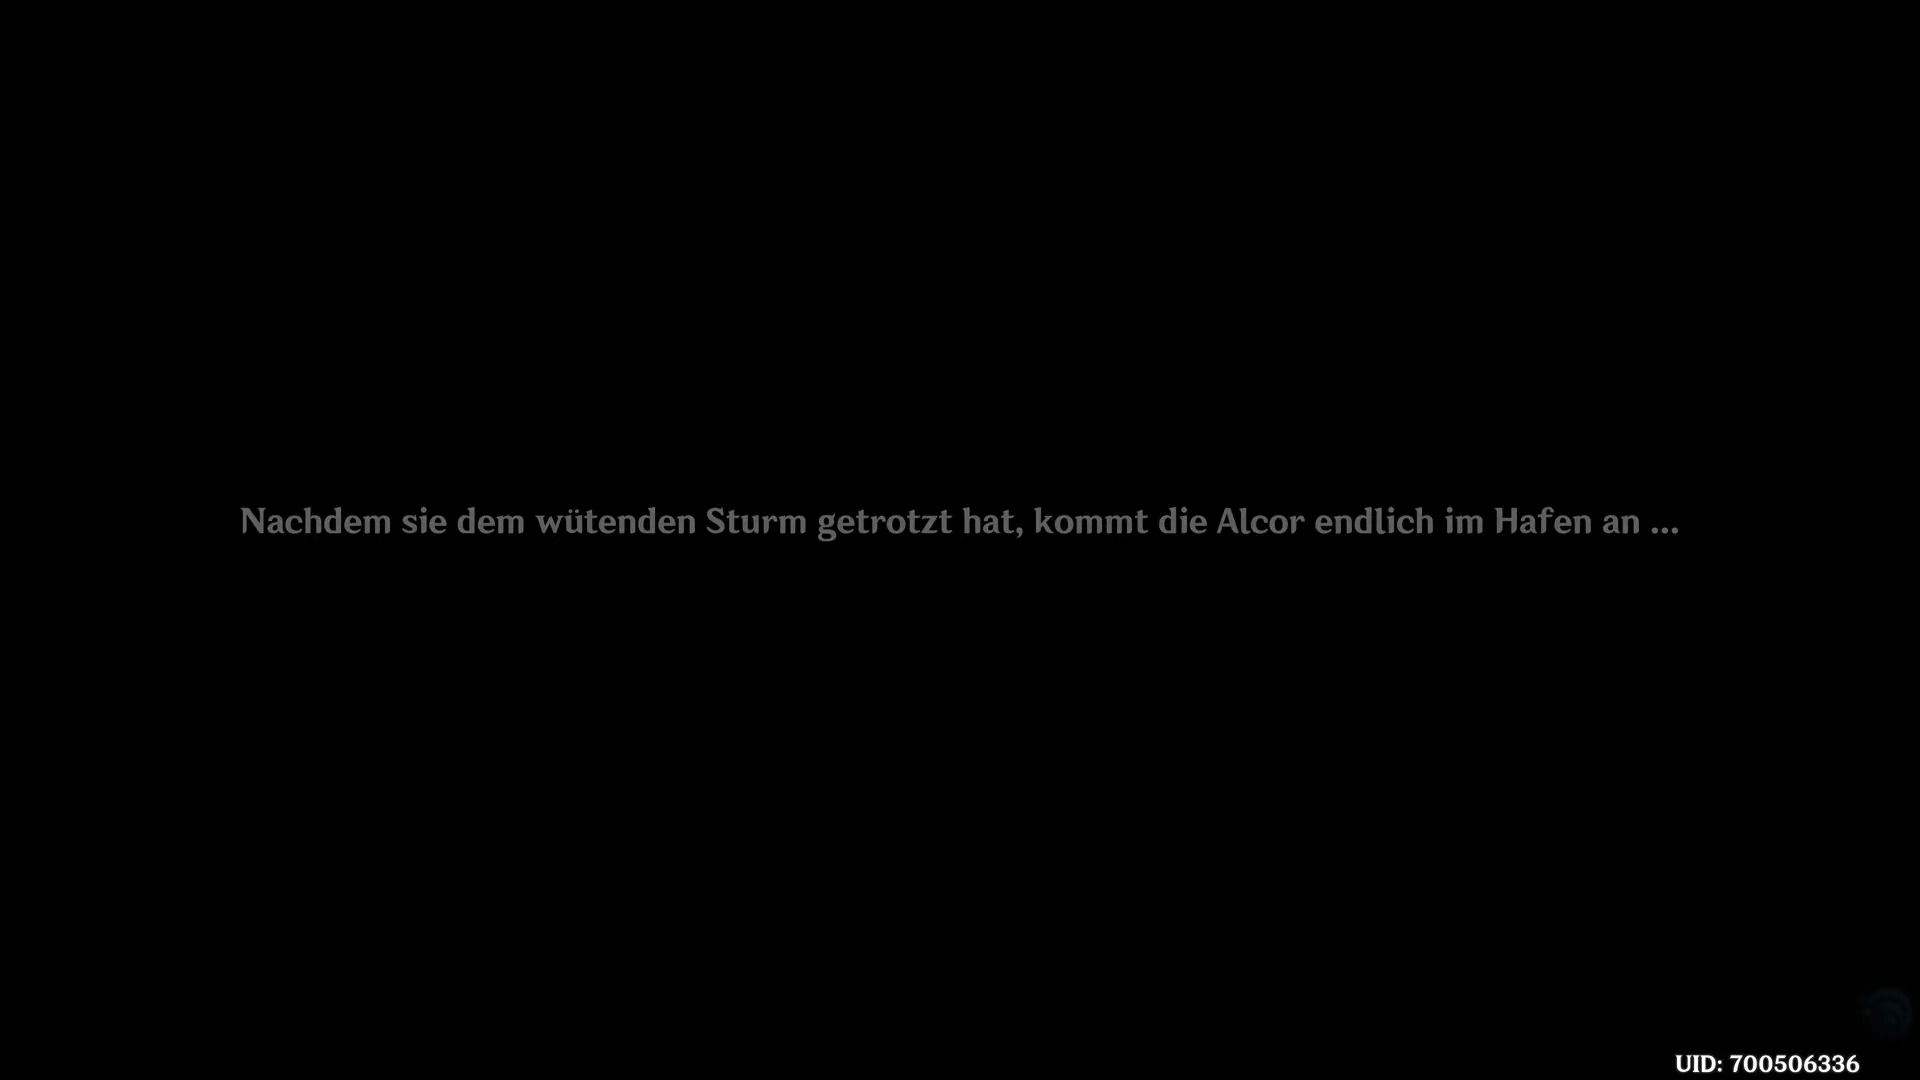 Nachdem sie dem wütenden Sturm getrotzt hat, kommt die Alcor endlich im Hafen an ...
UID: 700506336